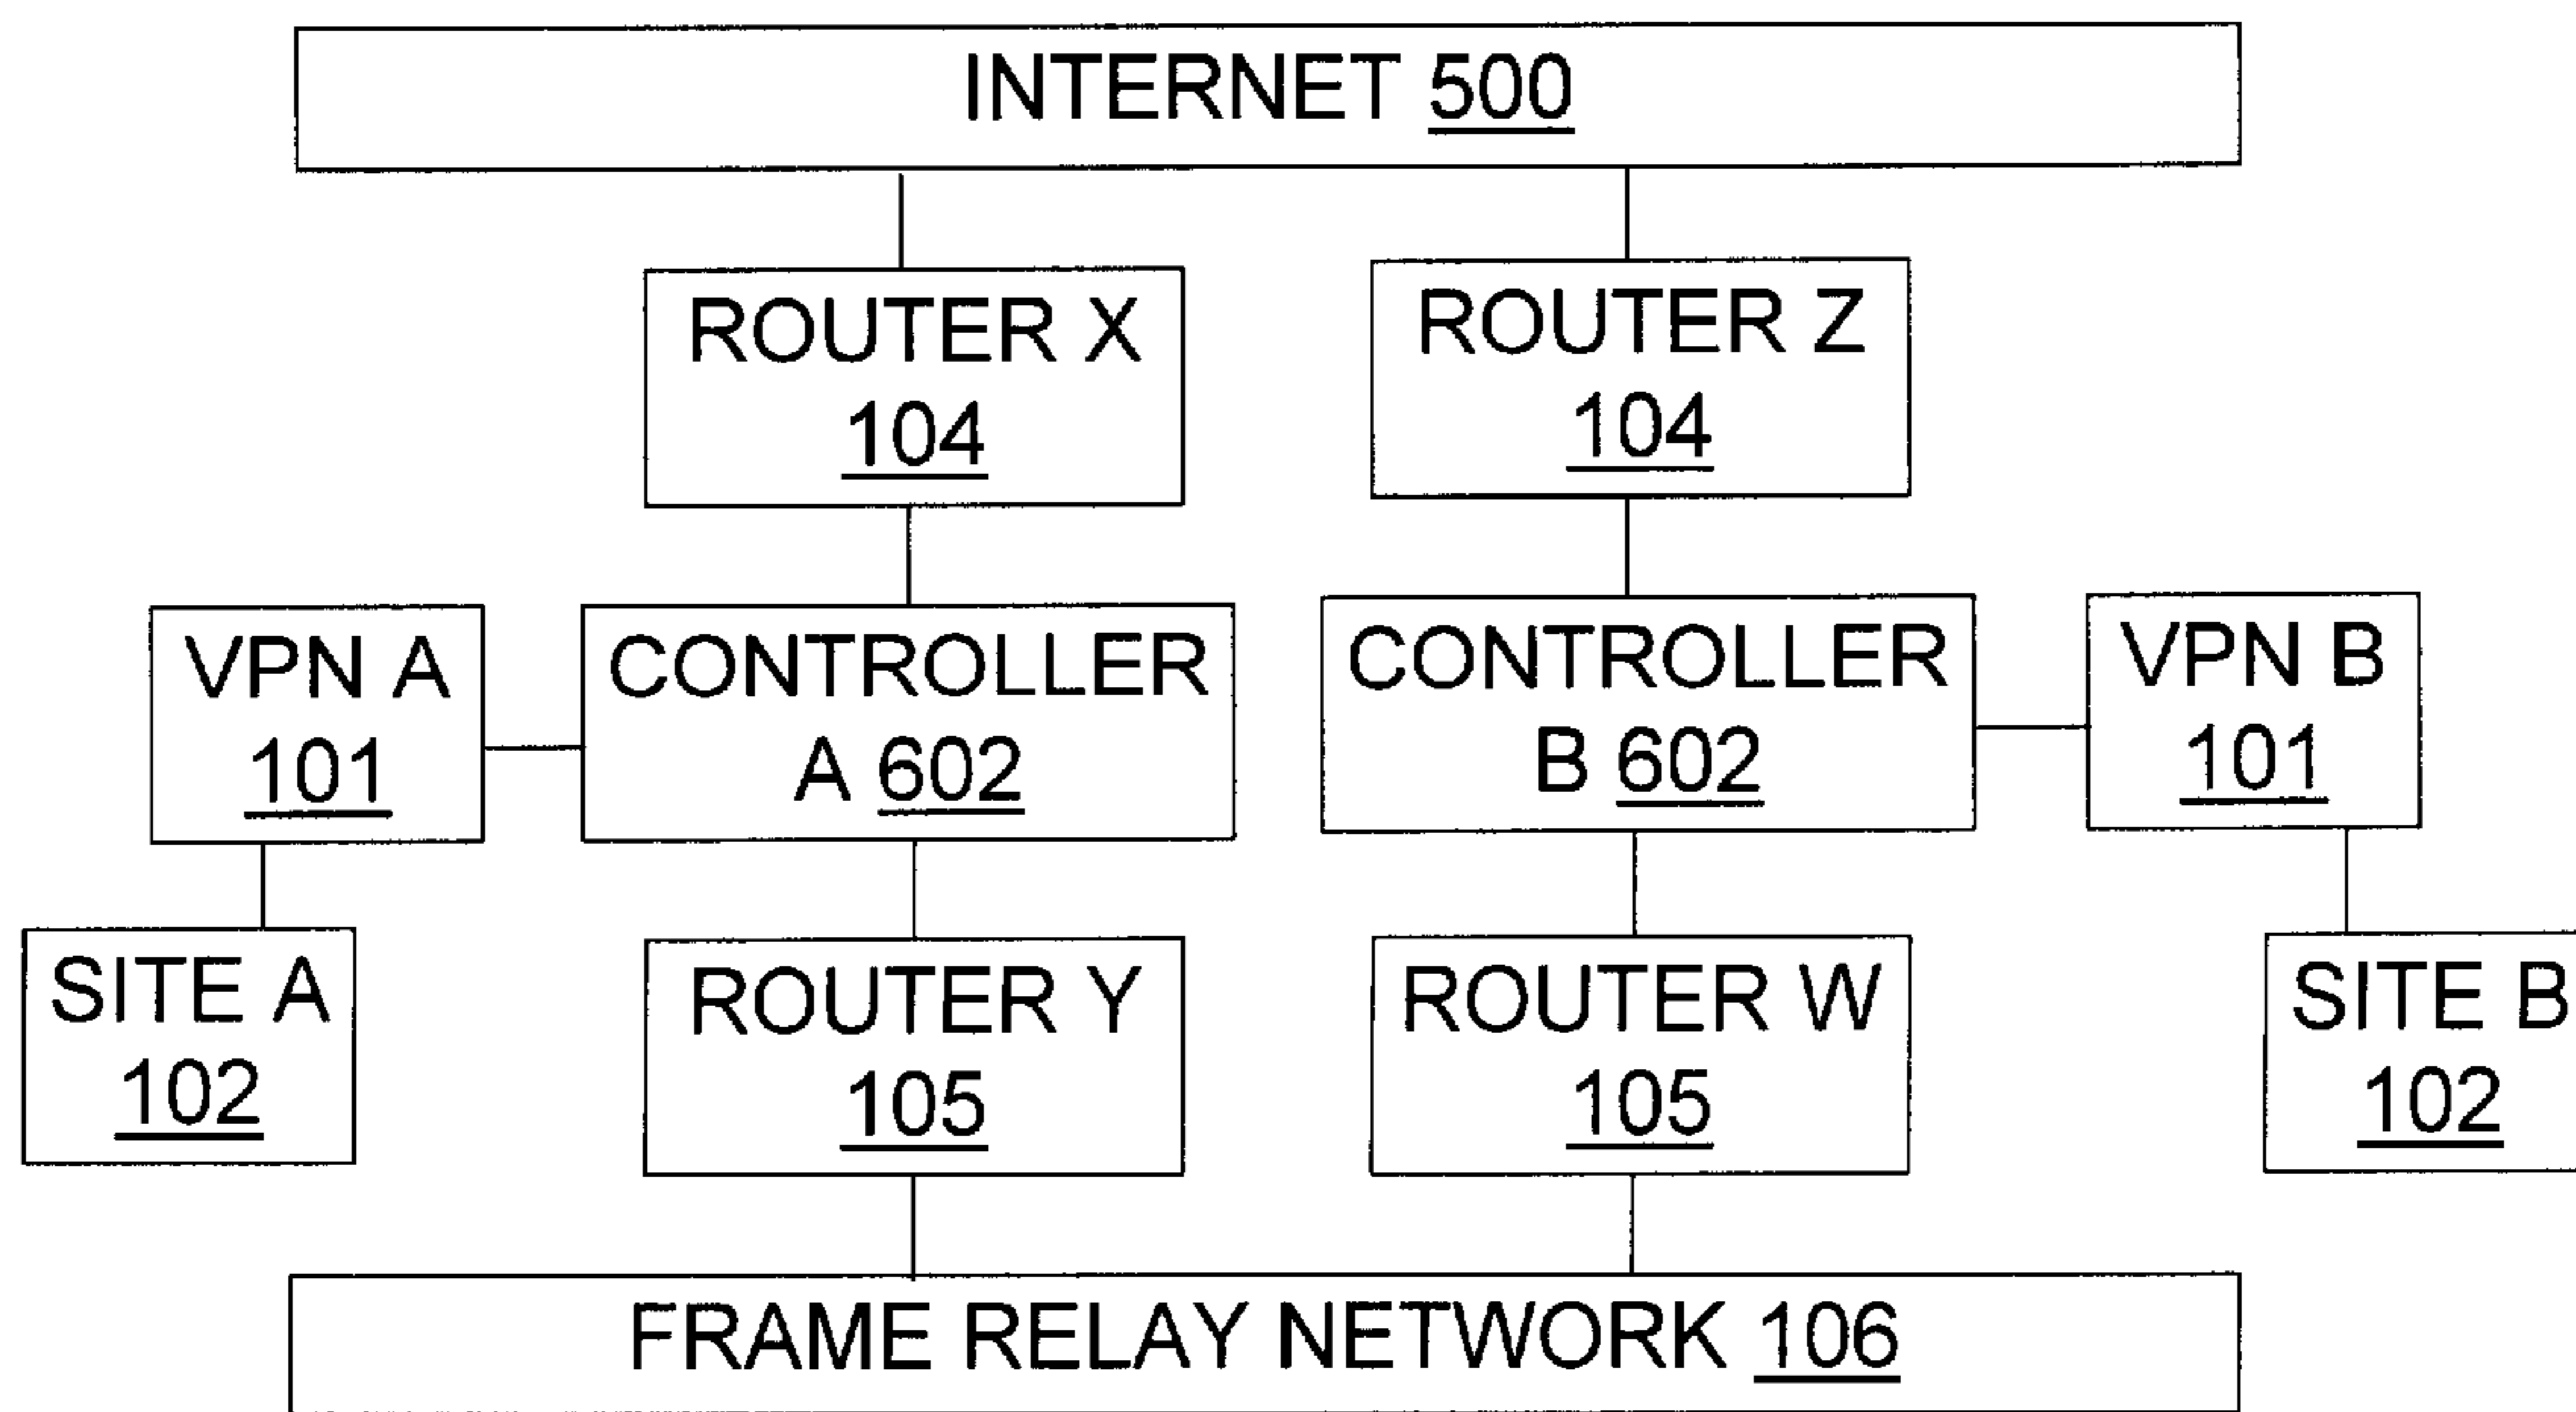 INTERNET 500
ROUTER X
104
ROUTER Z
104
VPN A
101
CONTROLLER
A 602
CONTROLLER
B 602
VPN B
101
SITE A
102
ROUTER Y
105
ROUTER W
105
SITE B
102
FRAME RELAY NETWORK 106